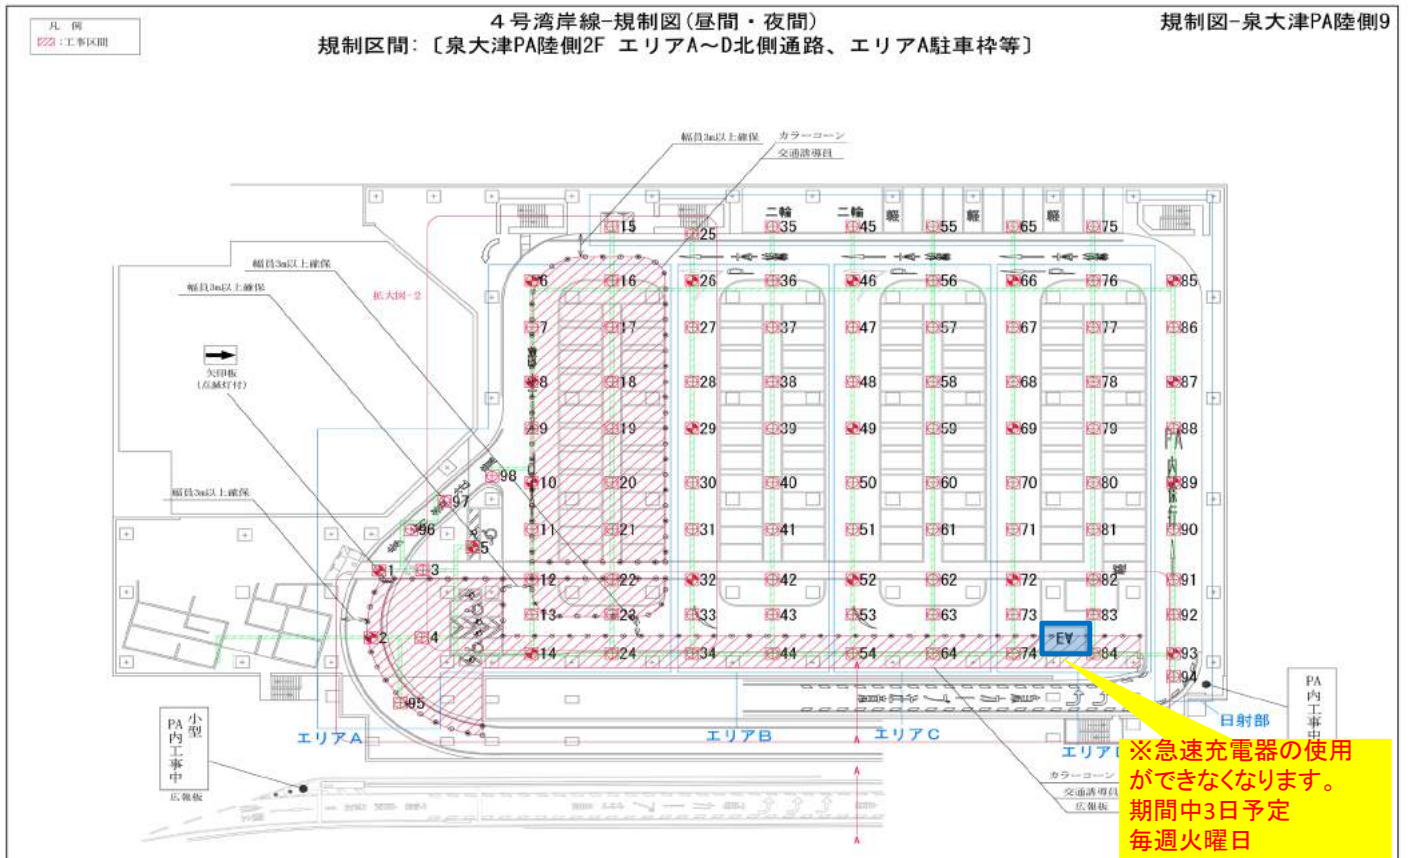 凡 例
:工事区間
４号湾岸線−規制図(昼間・夜間)
規制図−泉大津PA陸側9
規制区間:〔泉大津PA陸側2F エリアA～D北側通路、エリアA駐車枠等〕
幅員3m以上確保
カラーコーン
交通誘導員
幅員3m以上確保
幅員3m以上確保
拡大図−2
矢印板
(点滅灯付)
幅員3m以上確保
二輪 二輪 軽 軽 軽
15 25 35 45 55 65 75
6 16 26 36 46 56 66 76 85
7 17 27 37 47 57 67 77 86
8 18 28 38 48 58 68 78 87
9 19 29 39 49 59 69 79 88
98 10 20 30 40 50 60 70 80 89
97
96 11 21 31 41 51 61 71 81 90
5
1 3 12 22 32 42 52 62 72 82 91
13 23 33 43 53 63 73 83 92
2 4 14 24 34 44 54 64 74 84 93
EV
94
95
PA内
エリアA
エリアB
エリアC
エリアD
日射部
小型
PA内工事中
広報板
PA内工事中
カラーコーン
交通誘導員
広報板
A
A
A
※急速充電器の使用
ができなくなります。
期間中3日予定
毎週火曜日